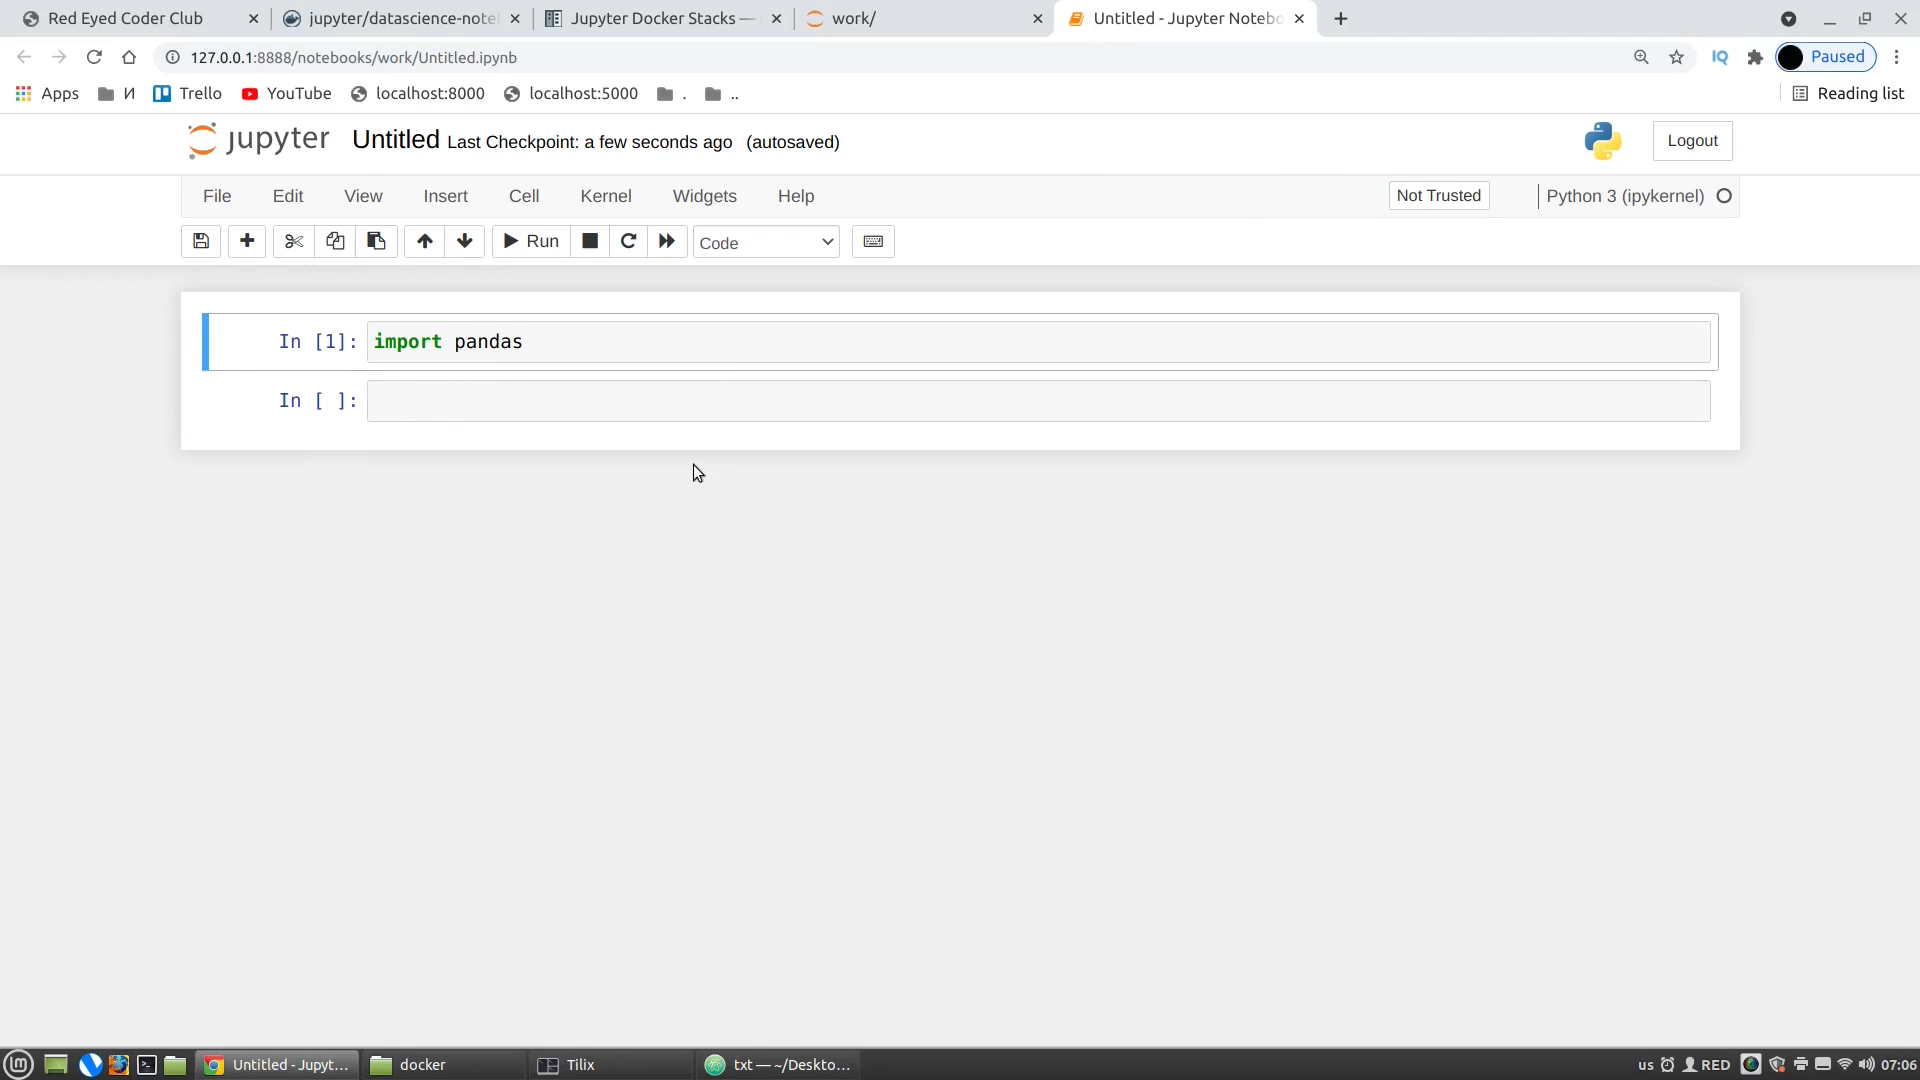 Red Eyed Coder Club
jupyter/datascience-note
Jupyter Docker Stacks —
work/
Untitled - Jupyter Notebo
127.0.0.1:8888/notebooks/work/Untitled.ipynb
IQ
Paused
Apps
И
Trello
YouTube
localhost:8000
localhost:5000
.
..
Reading list
jupyter Untitled Last Checkpoint: a few seconds ago (autosaved)
Logout
File Edit View Insert Cell Kernel Widgets Help
Not Trusted
Python 3 (ipykernel)
Run
Code
In [1]: import pandas
In [ ]:
Untitled - Jupyt...
docker
Tilix
txt — ~/Deskto...
us
RED
07:06